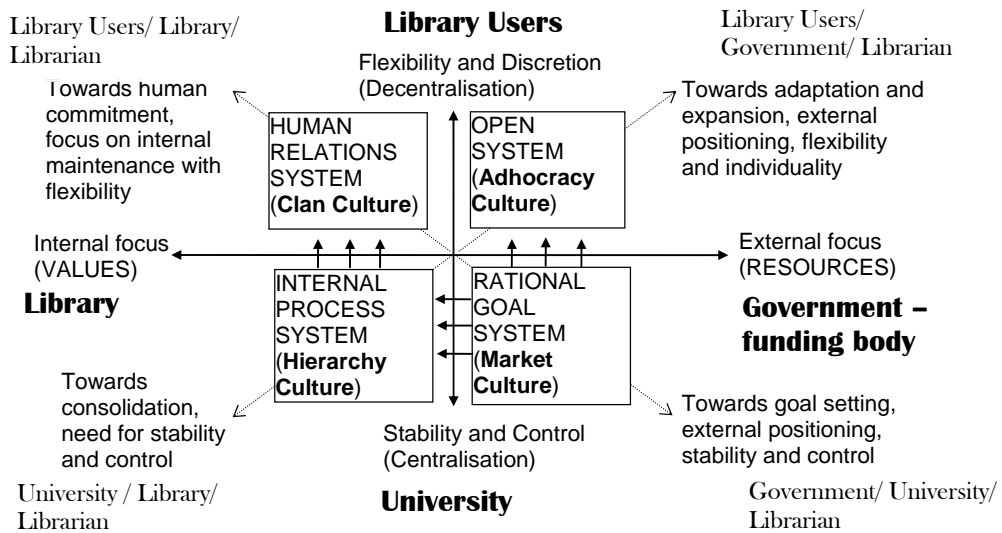 Library Users/ Library/
Librarian
Library Users
Library Users/
Government/ Librarian
Flexibility and Discretion
(Decentralisation)
Towards human
commitment,
focus on internal
maintenance with
flexibility
HUMAN
RELATIONS
SYSTEM
(Clan Culture)
OPEN
SYSTEM
(Adhocracy
Culture)
Towards adaptation and
expansion, external
positioning, flexibility
and individuality
Internal focus
(VALUES)
Library
External focus
(RESOURCES)
Government –
funding body
INTERNAL
PROCESS
SYSTEM
(Hierarchy
Culture)
RATIONAL
GOAL
SYSTEM
(Market
Culture)
Towards
consolidation,
need for stability
and control
Stability and Control
(Centralisation)
Towards goal setting,
external positioning,
stability and control
University / Library/
Librarian
University
Government/ University/
Librarian